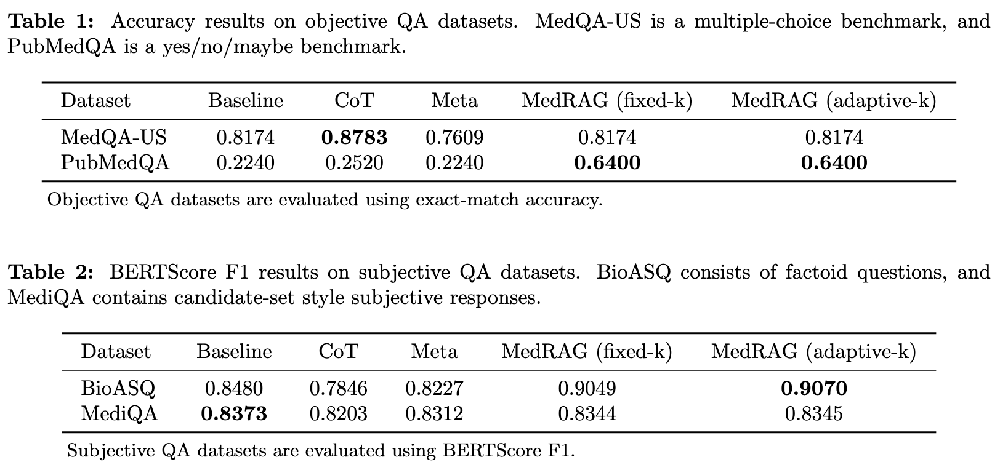 Table 1: Accuracy results on objective QA datasets. MedQA-US is a multiple-choice benchmark, and
PubMedQA is a yes/no/maybe benchmark.
Dataset Baseline CoT Meta MedRAG (fixed-k) MedRAG (adaptive-k)
MedQA-US 0.8174 0.8783 0.7609 0.8174 0.8174
PubMedQA 0.2240 0.2520 0.2240 0.6400 0.6400
Objective QA datasets are evaluated using exact-match accuracy.
Table 2: BERTScore F1 results on subjective QA datasets. BioASQ consists of factoid questions, and
MediQA contains candidate-set style subjective responses.
Dataset Baseline CoT Meta MedRAG (fixed-k) MedRAG (adaptive-k)
BioASQ 0.8480 0.7846 0.8227 0.9049 0.9070
MediQA 0.8373 0.8203 0.8312 0.8344 0.8345
Subjective QA datasets are evaluated using BERTScore F1.